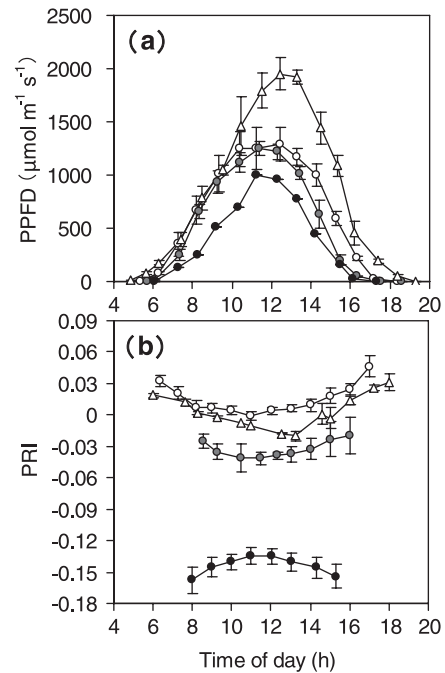 (a)
2500
2000
1500
1000
500
0
PPFD (μmol m⁻¹ s⁻¹)
4 6 8 10 12 14 16 18 20
(b)
0.09
0.06
0.03
0
-0.03
-0.06
-0.09
-0.12
-0.15
-0.18
PRI
4 6 8 10 12 14 16 18 20
Time of day (h)